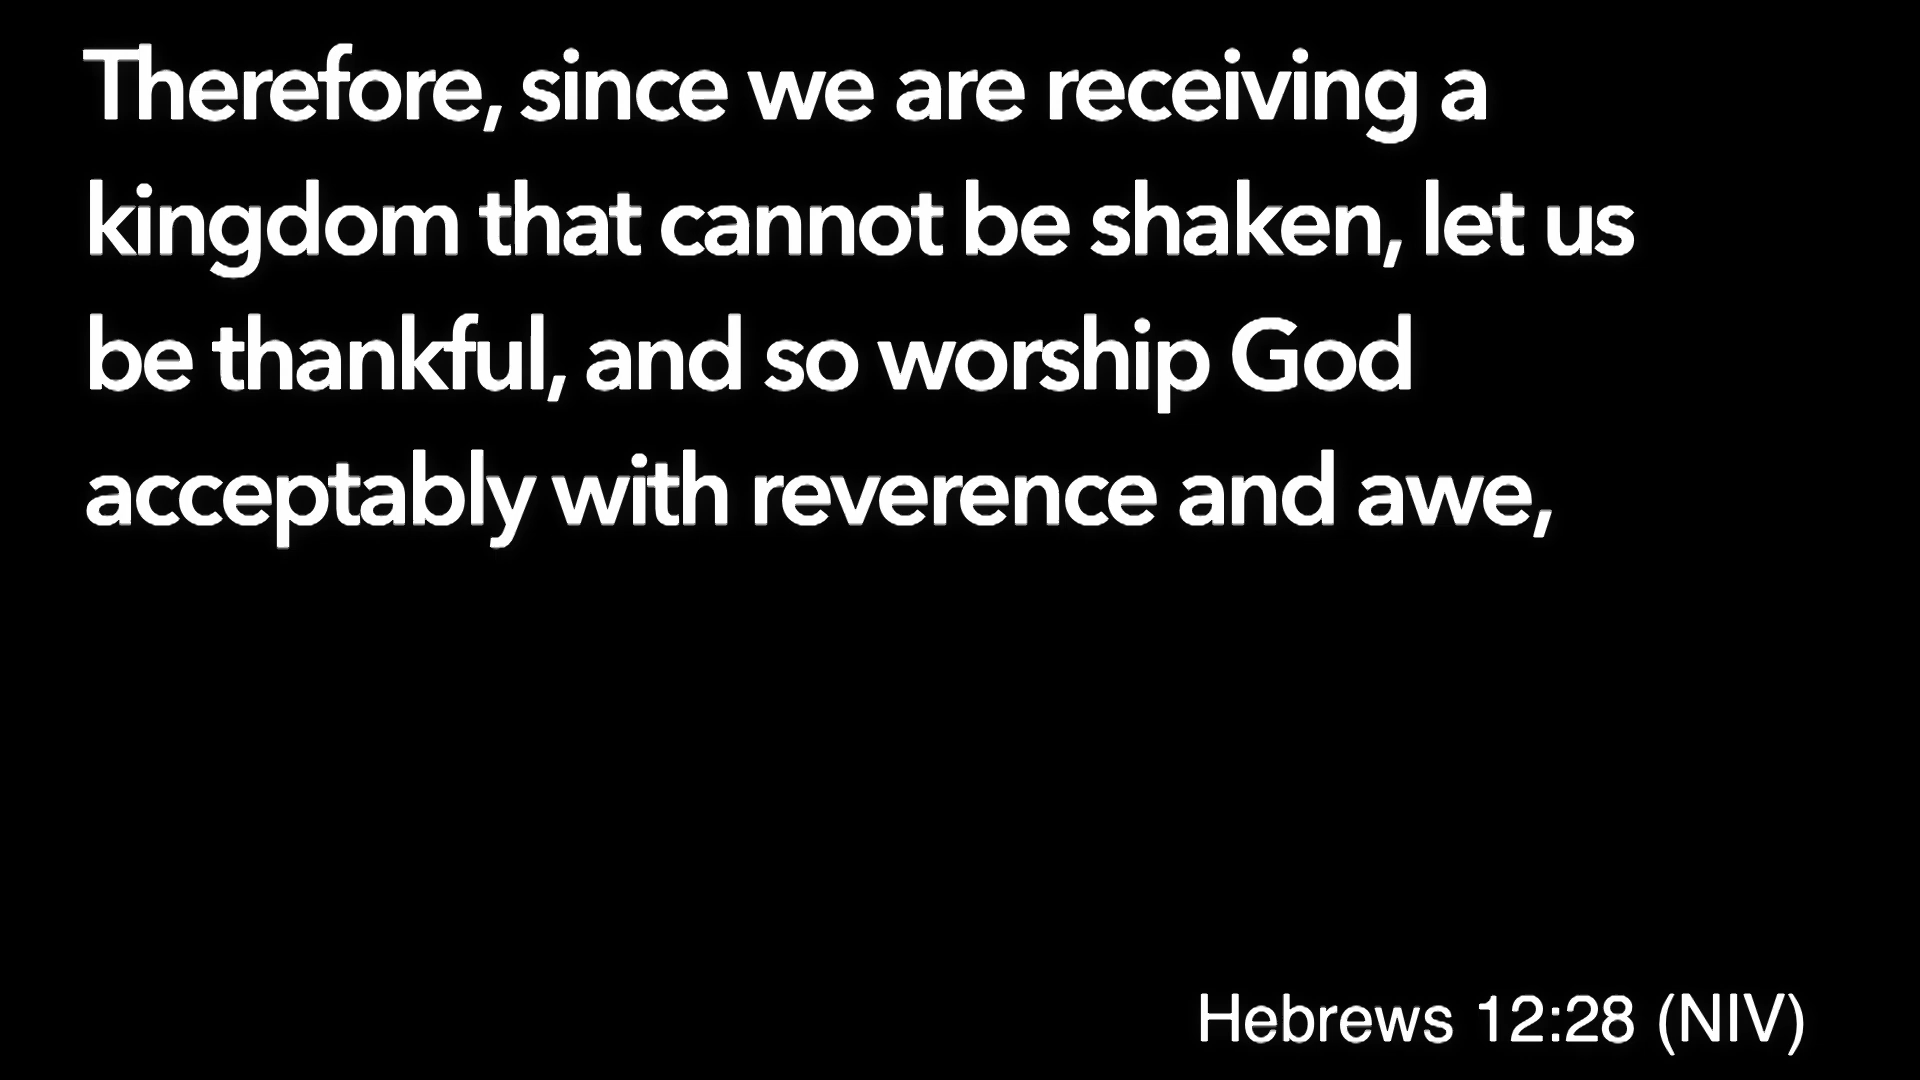 Therefore, since we are receiving a
kingdom that cannot be shaken, let us
be thankful, and so worship God
acceptably with reverence and awe,
Hebrews 12:28 (NIV)